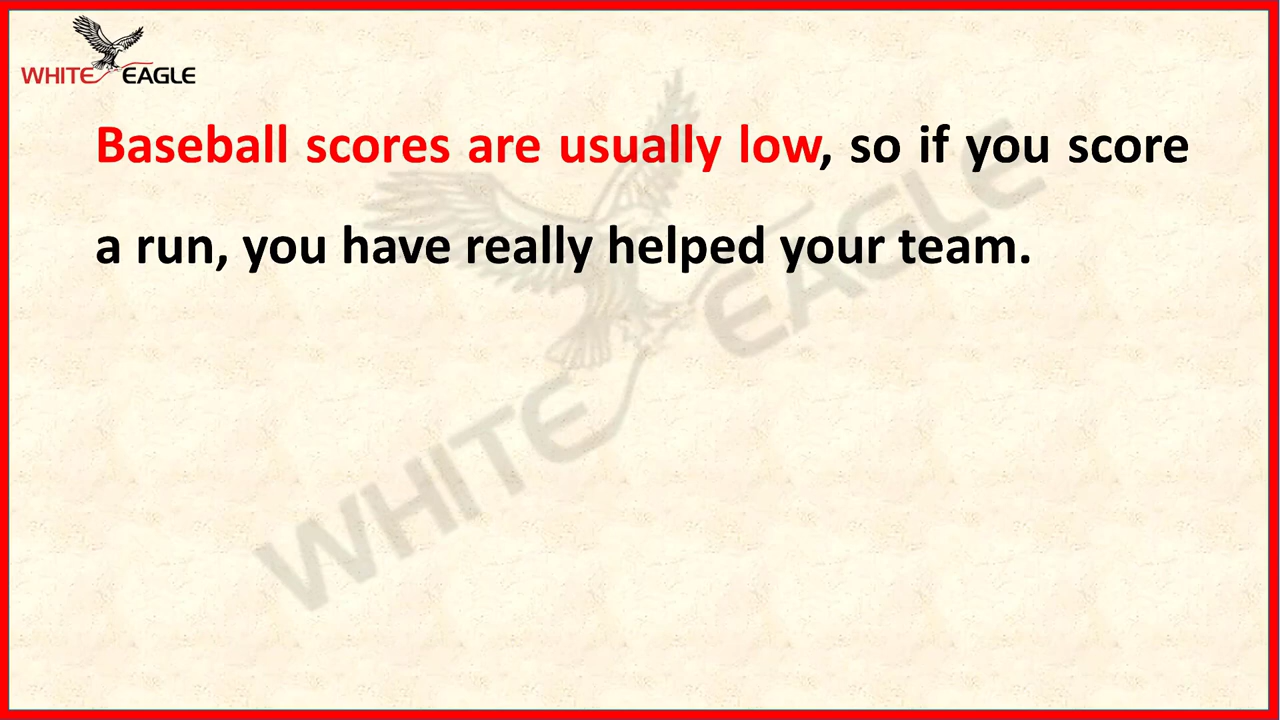 WHITE EAGLE
Baseball scores are usually low, so if you score
a run, you have really helped your team.
WHITE EAGLE